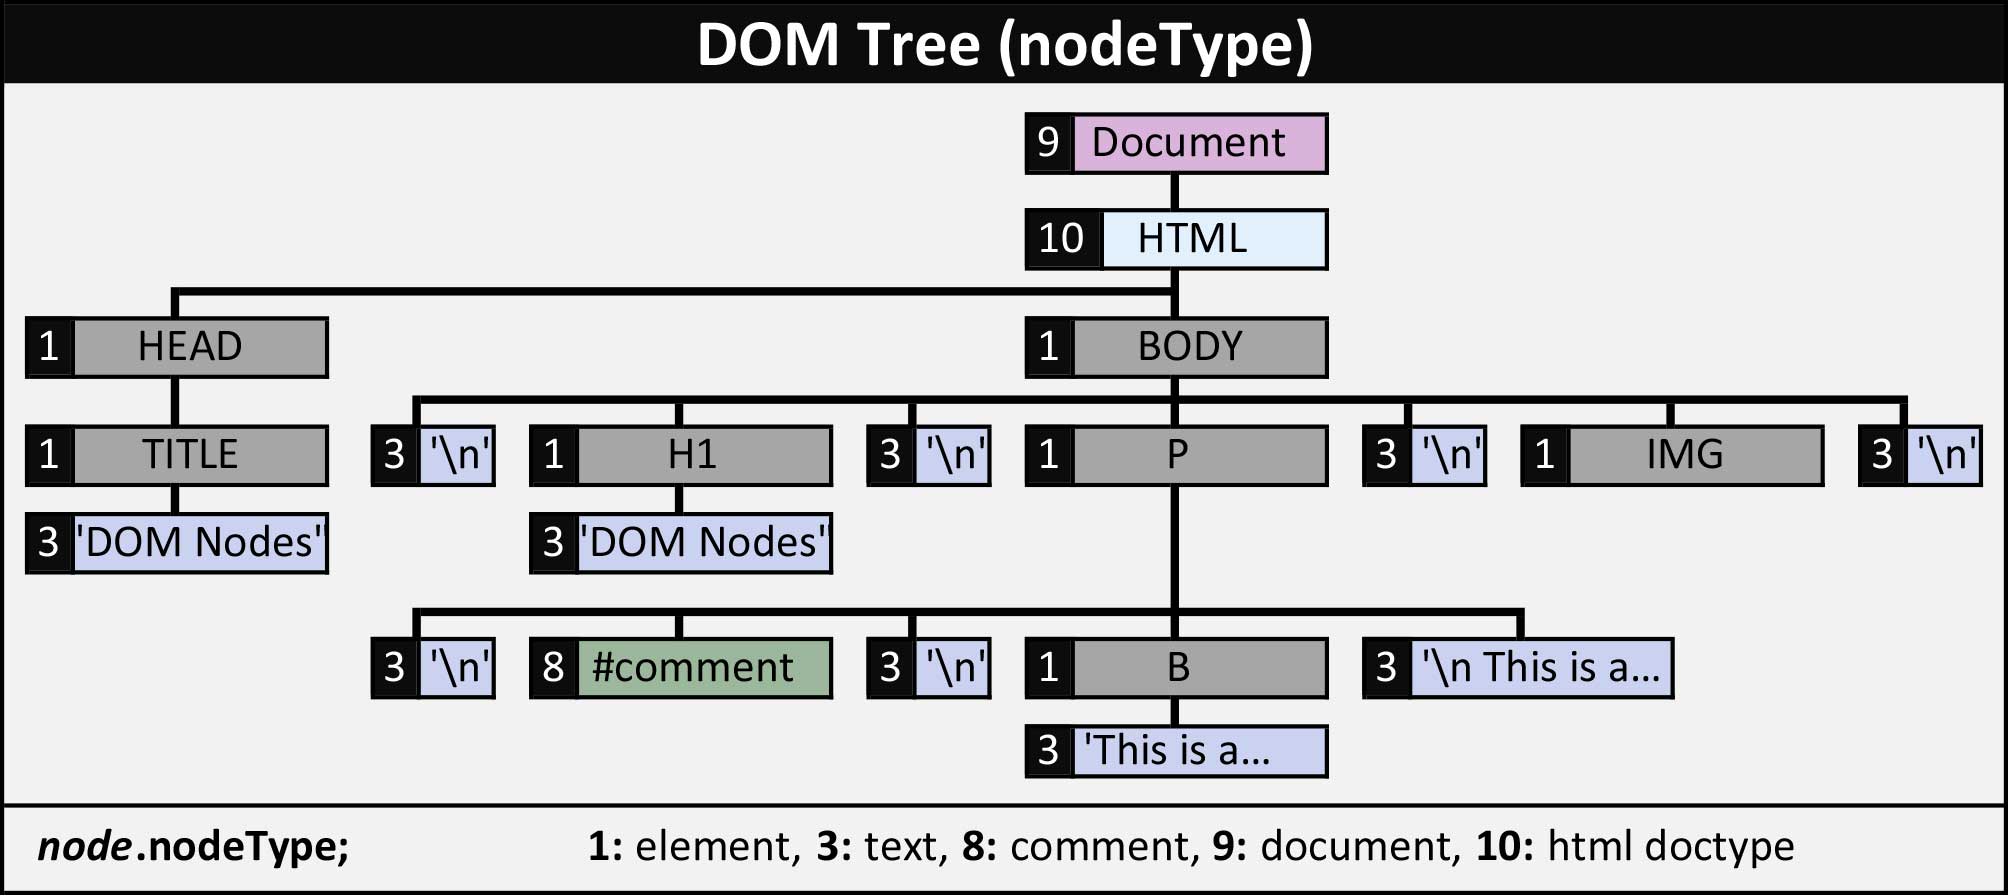 DOM Tree (nodeType)
9 Document
10 HTML
1 HEAD 1 BODY
1 TITLE 3 '\n' 1 H1 3 '\n' 1 P 3 '\n' 1 IMG 3 '\n'
3 'DOM Nodes' 3 'DOM Nodes'
3 '\n' 8 #comment 3 '\n' 1 B 3 '\n This is a...
3 'This is a...
node.nodeType; 1: element, 3: text, 8: comment, 9: document, 10: html doctype